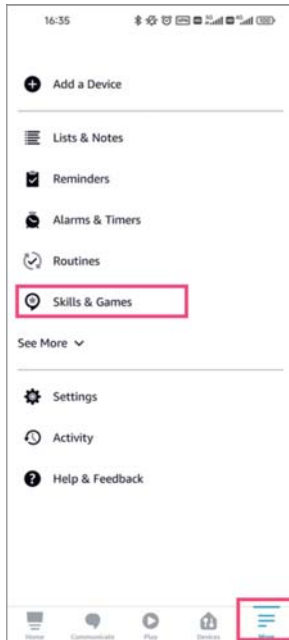 16:35
Add a Device
Lists & Notes
Reminders
Alarms & Timers
Routines
Skills & Games
See More
Settings
Activity
Help & Feedback
Home Communicate Play Devices More